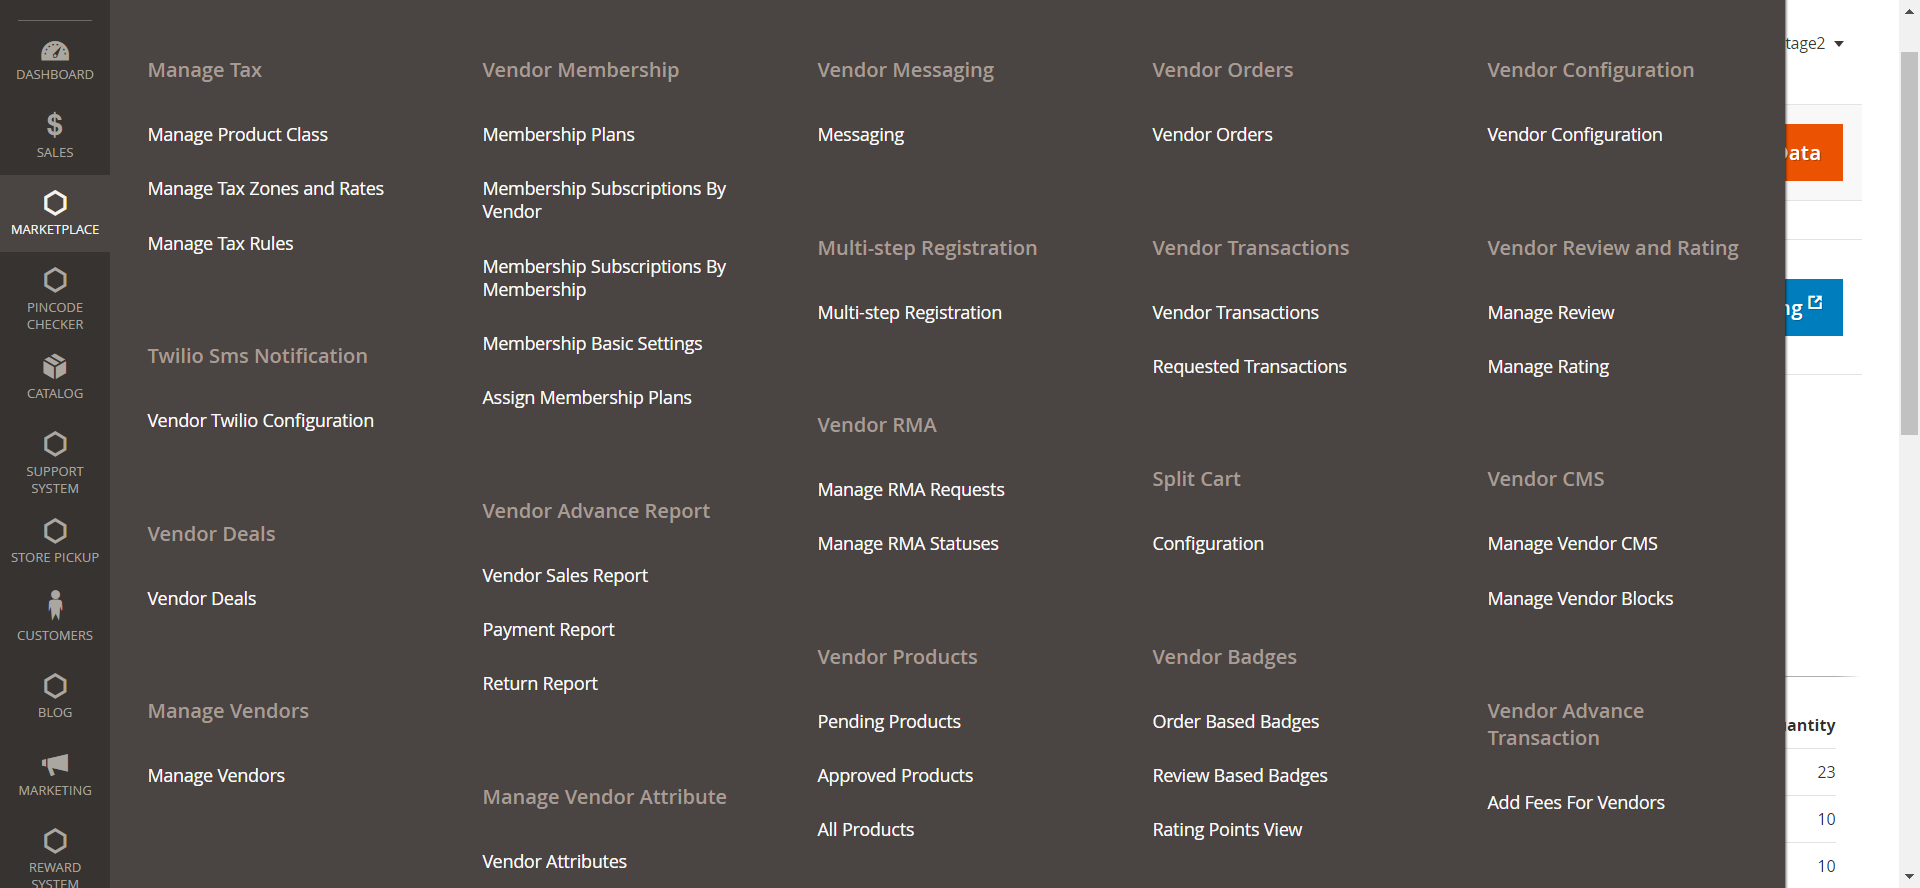 DASHBOARD
SALES
MARKETPLACE
PINCODE
CHECKER
CATALOG
SUPPORT
SYSTEM
STORE PICKUP
CUSTOMERS
BLOG
MARKETING
REWARD
SYSTEM
Manage Tax
Manage Product Class
Manage Tax Zones and Rates
Manage Tax Rules
Twilio Sms Notification
Vendor Twilio Configuration
Vendor Deals
Vendor Deals
Manage Vendors
Manage Vendors
Vendor Membership
Membership Plans
Membership Subscriptions By
Vendor
Membership Subscriptions By
Membership
Membership Basic Settings
Assign Membership Plans
Vendor Advance Report
Vendor Sales Report
Payment Report
Return Report
Manage Vendor Attribute
Vendor Attributes
Vendor Messaging
Messaging
Multi-step Registration
Multi-step Registration
Vendor RMA
Manage RMA Requests
Manage RMA Statuses
Vendor Products
Pending Products
Approved Products
All Products
Vendor Orders
Vendor Orders
Vendor Transactions
Vendor Transactions
Requested Transactions
Split Cart
Configuration
Vendor Badges
Order Based Badges
Review Based Badges
Rating Points View
Vendor Configuration
Vendor Configuration
Vendor Review and Rating
Manage Review
Manage Rating
Vendor CMS
Manage Vendor CMS
Manage Vendor Blocks
Vendor Advance
Transaction
Add Fees For Vendors
tage2
ata
ng
antity
23
10
10